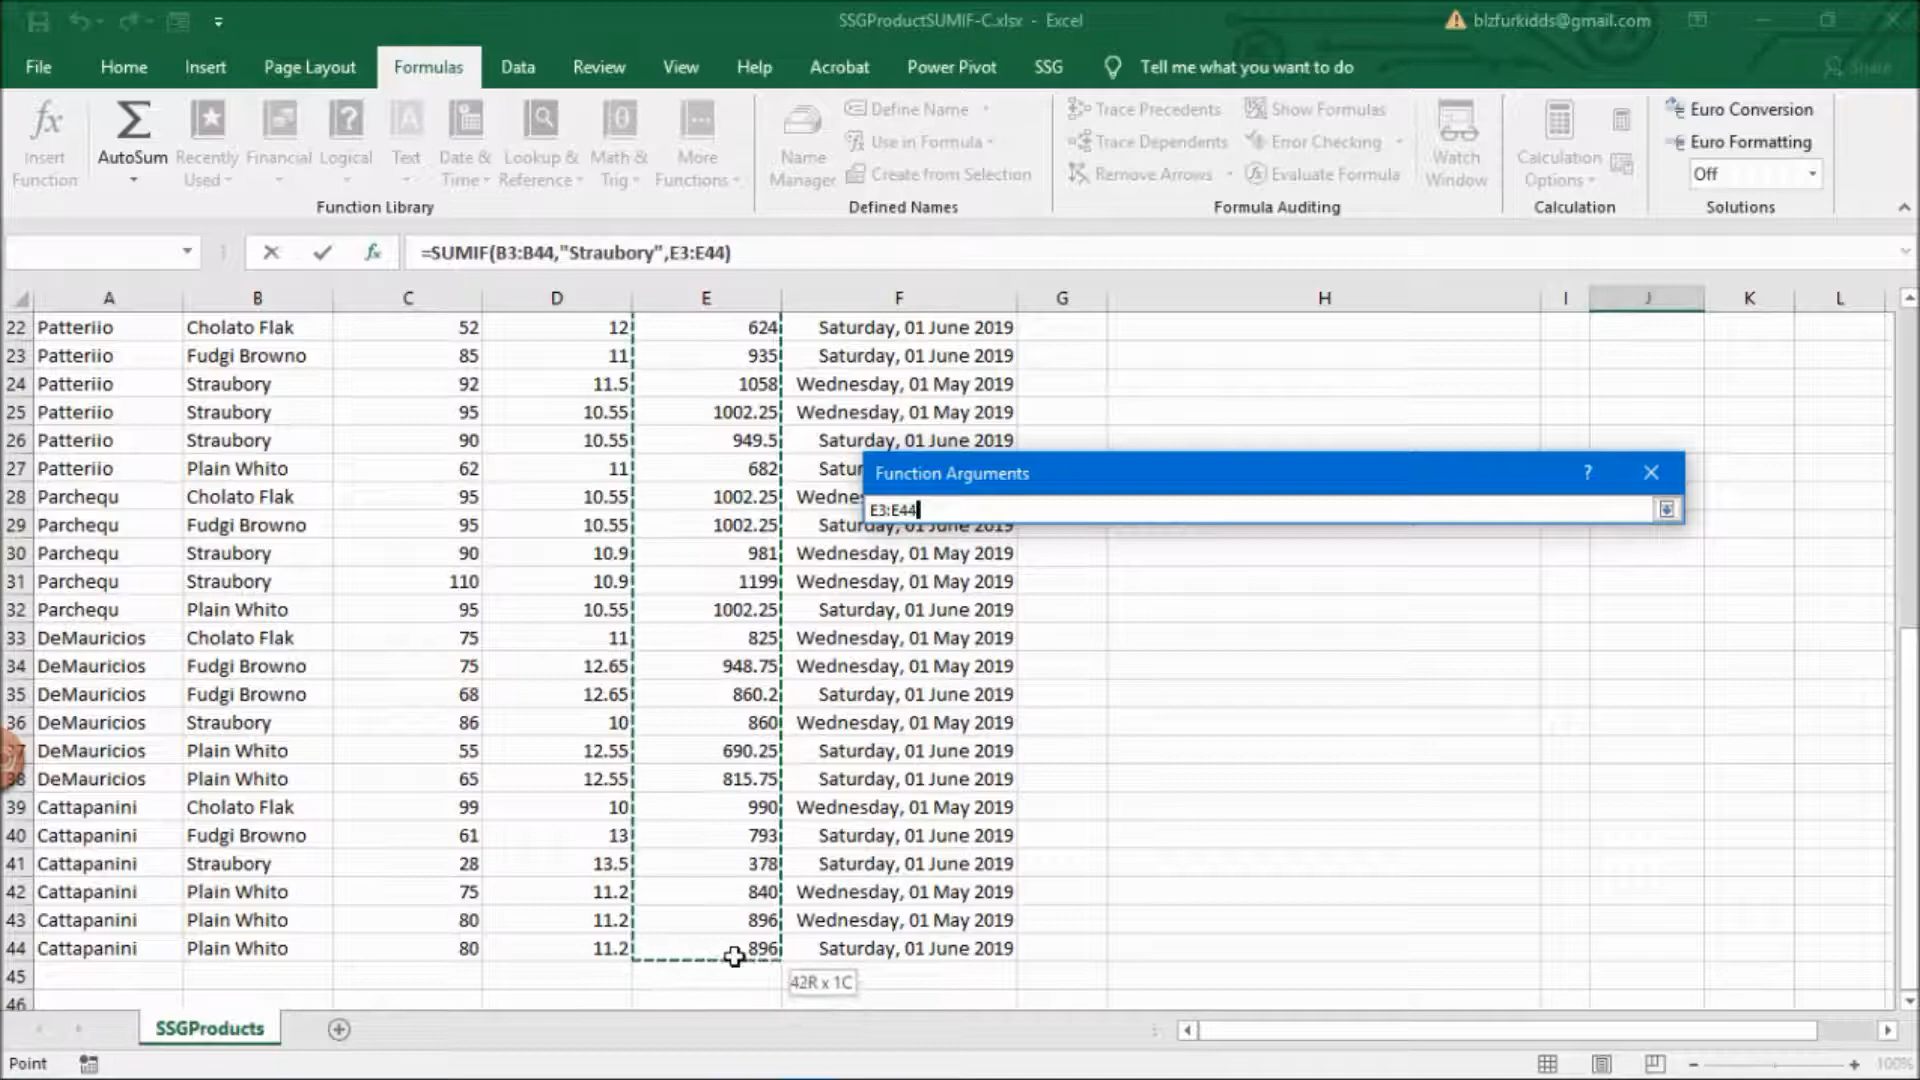 SSGProductSUMIF-C.xlsx - Excel
blzfurkidds@gmail.com
File Home Insert Page Layout Formulas Data Review View Help Acrobat Power Pivot SSG Tell me what you want to do Share
Insert Function
AutoSum
Recently Used
Financial
Logical
Text
Date & Time
Lookup & Reference
Math & Trig
More Functions
Function Library
Name Manager
Define Name
Use in Formula
Create from Selection
Defined Names
Trace Precedents
Trace Dependents
Remove Arrows
Show Formulas
Error Checking
Evaluate Formula
Formula Auditing
Watch Window
Calculation Options
Calculation
Euro Conversion
Euro Formatting
Off
Solutions
fx =SUMIF(B3:B44,"Straubory",E3:E44)
A B C D E F G H I J K L
22 Patteriio Cholato Flak 52 12 624 Saturday, 01 June 2019
23 Patteriio Fudgi Browno 85 11 935 Saturday, 01 June 2019
24 Patteriio Straubory 92 11.5 1058 Wednesday, 01 May 2019
25 Patteriio Straubory 95 10.55 1002.25 Wednesday, 01 May 2019
26 Patteriio Straubory 90 10.55 949.5 Saturday, 01 June 2019
27 Patteriio Plain Whito 62 11 682
28 Parchequ Cholato Flak 95 10.55 1002.25
29 Parchequ Fudgi Browno 95 10.55 1002.25 Saturday, 01 June 2019
30 Parchequ Straubory 90 10.9 981 Wednesday, 01 May 2019
31 Parchequ Straubory 110 10.9 1199 Wednesday, 01 May 2019
32 Parchequ Plain Whito 95 10.55 1002.25 Saturday, 01 June 2019
33 DeMauricios Cholato Flak 75 11 825 Wednesday, 01 May 2019
34 DeMauricios Fudgi Browno 75 12.65 948.75 Wednesday, 01 May 2019
35 DeMauricios Fudgi Browno 68 12.65 860.2 Saturday, 01 June 2019
36 DeMauricios Straubory 86 10 860 Wednesday, 01 May 2019
37 DeMauricios Plain Whito 55 12.55 690.25 Saturday, 01 June 2019
38 DeMauricios Plain Whito 65 12.55 815.75 Saturday, 01 June 2019
39 Cattapanini Cholato Flak 99 10 990 Wednesday, 01 May 2019
40 Cattapanini Fudgi Browno 61 13 793 Saturday, 01 June 2019
41 Cattapanini Straubory 28 13.5 378 Saturday, 01 June 2019
42 Cattapanini Plain Whito 75 11.2 840 Wednesday, 01 May 2019
43 Cattapanini Plain Whito 80 11.2 896 Wednesday, 01 May 2019
44 Cattapanini Plain Whito 80 11.2 896 Saturday, 01 June 2019
45
46
Function Arguments ?
E3:E44
42R x 1C
SSGProducts
Point
100%